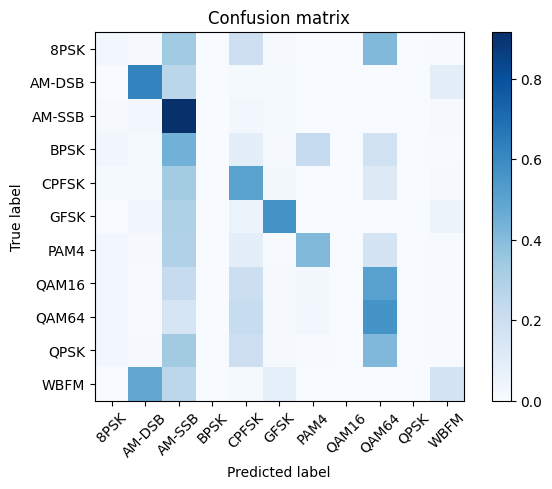 Confusion matrix
True label
8PSK
AM-DSB
AM-SSB
BPSK
CPFSK
GFSK
PAM4
QAM16
QAM64
QPSK
WBFM
8PSK
AM-DSB
AM-SSB
BPSK
CPFSK
GFSK
PAM4
QAM16
QAM64
QPSK
WBFM
Predicted label
0.8
0.6
0.4
0.2
0.0